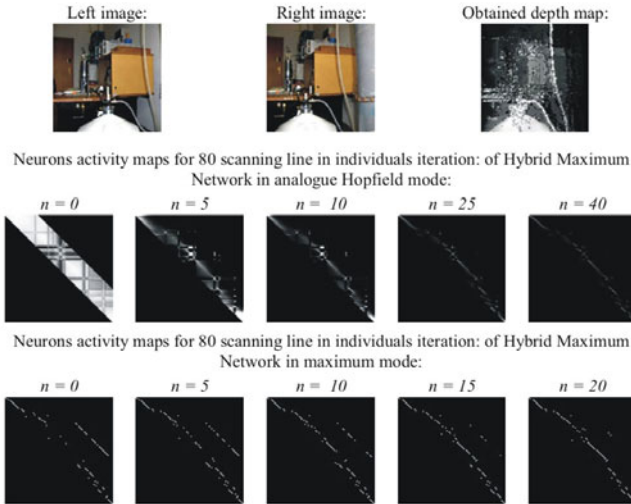 Left image: Right image: Obtained depth map:
Neurons activity maps for 80 scanning line in individuals iteration: of Hybrid Maximum
Network in analogue Hopfield mode:
n = 0 n = 5 n = 10 n = 25 n = 40
Neurons activity maps for 80 scanning line in individuals iteration: of Hybrid Maximum
Network in maximum mode:
n = 0 n = 5 n = 10 n = 15 n = 20